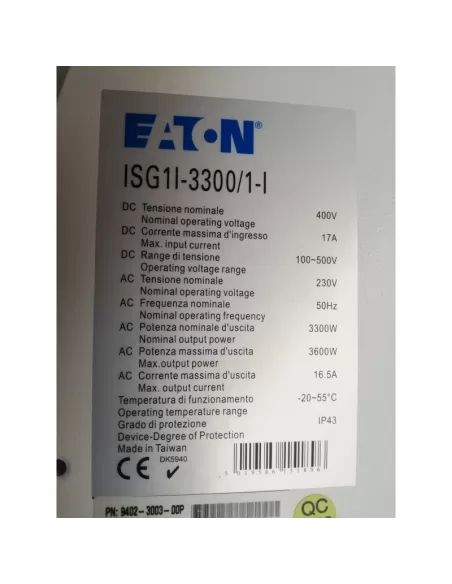 EATON®
ISG1I-3300/1-I
DC Tensione nominale
Nominal operating voltage 400V
DC Corrente massima d'ingresso
Max. input current 17A
DC Range di tensione
Operating voltage range 100~500V
AC Tensione nominale
Nominal operating voltage 230V
AC Frequenza nominale
Nominal operating frequency 50Hz
AC Potenza nominale d'uscita
Nominal output power 3300W
AC Potenza massima d'uscita
Max.output power 3600W
AC Corrente massima d'uscita
Max. output current 16.5A
Temperatura di funzionamento -20~55°C
Operating temperature range
Grado di protezione IP43
Device-Degree of Protection
Made in Taiwan
CE DK5940
PN: 9402-3003-00P
QC